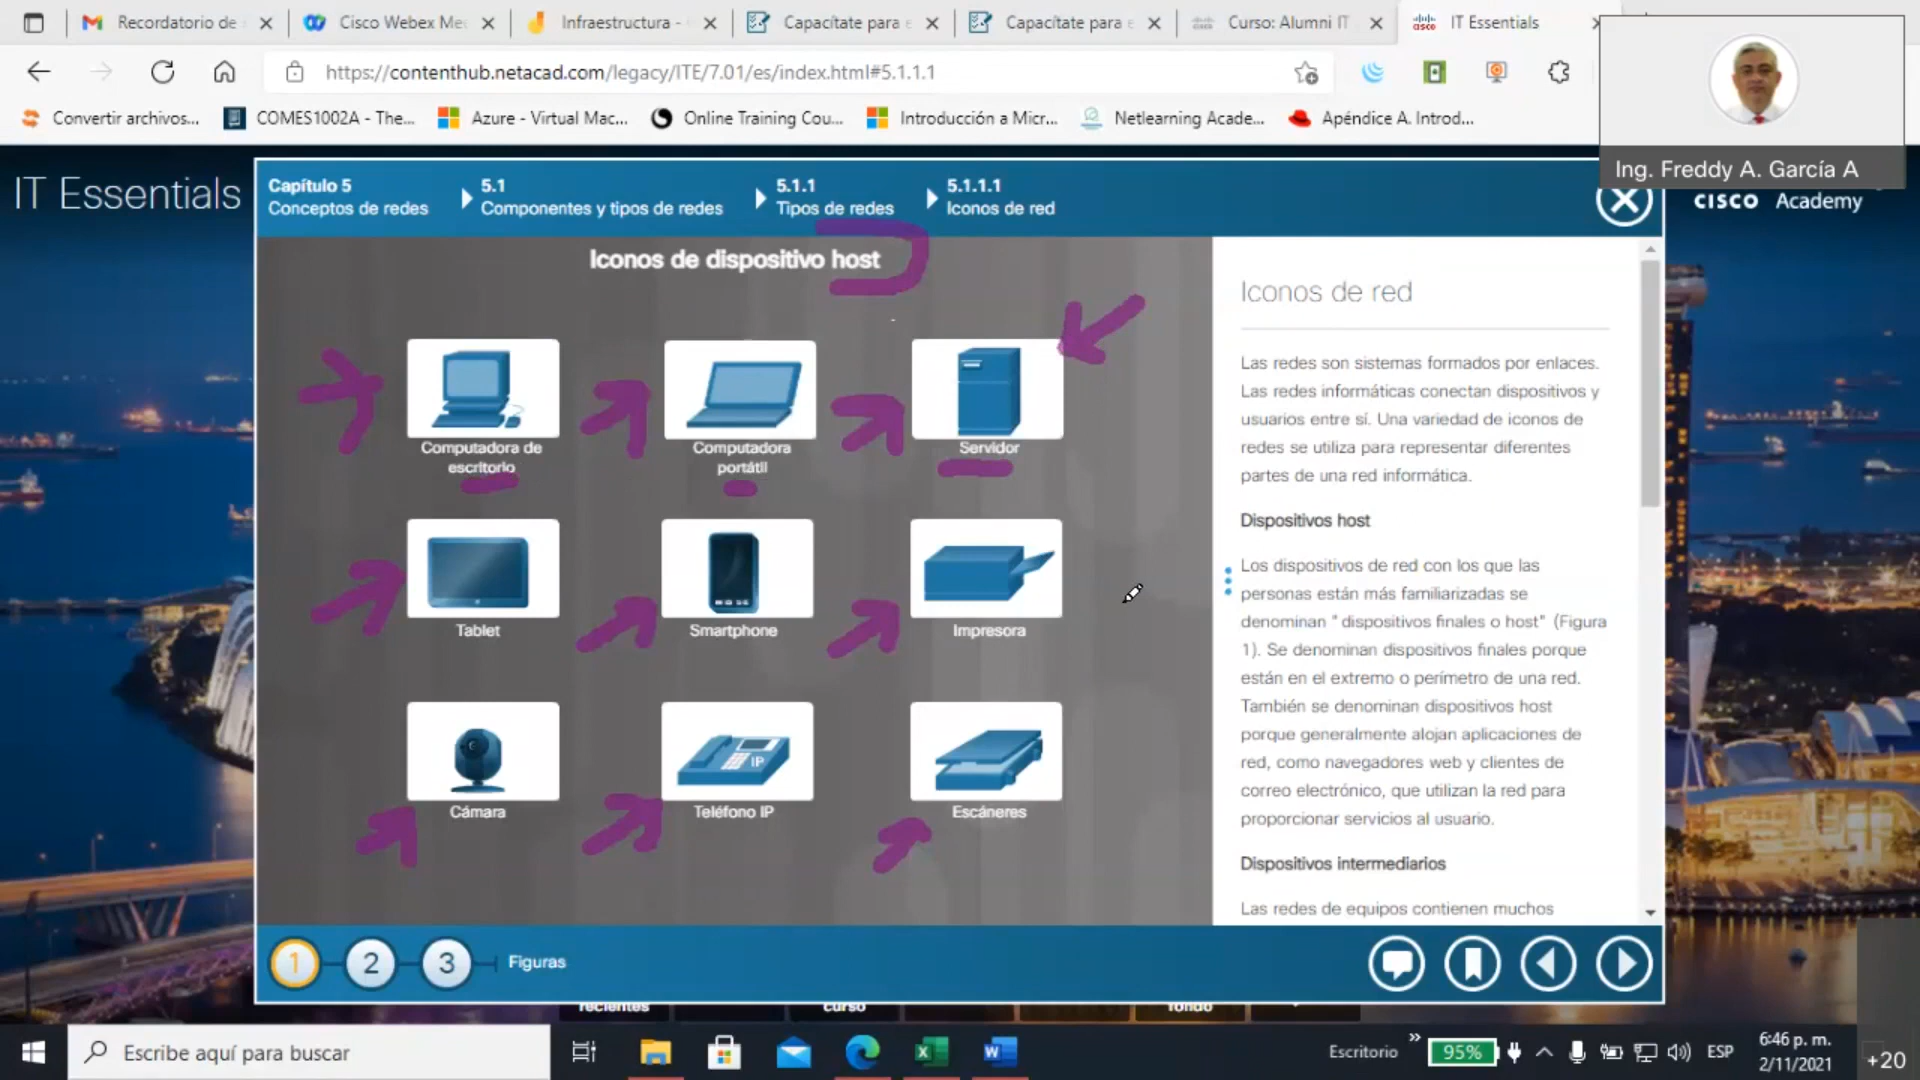 Recordatorio de
Cisco Webex Me
Infraestructura -
Capacítate para e
Capacítate para e
Curso: Alumni IT
IT Essentials
https://contenthub.netacad.com/legacy/ITE/7.01/es/index.html#5.1.1.1
Convertir archivos...
COMES1002A - The...
Azure - Virtual Mac...
Online Training Cou...
Introducción a Micr...
Netlearning Acade...
Apéndice A. Introd...
Ing. Freddy A. García A
IT Essentials
Capítulo 5
Conceptos de redes
5.1
Componentes y tipos de redes
5.1.1
Tipos de redes
5.1.1.1
Iconos de red
CISCO Academy
Iconos de dispositivo host
Computadora de
escritorio
Computadora
portátil
Servidor
Tablet
Smartphone
Impresora
IP
Cámara
Teléfono IP
Escáneres
Iconos de red
Las redes son sistemas formados por enlaces.
Las redes informáticas conectan dispositivos y
usuarios entre sí. Una variedad de iconos de
redes se utiliza para representar diferentes
partes de una red informática.
Dispositivos host
Los dispositivos de red con los que las
personas están más familiarizadas se
denominan " dispositivos finales o host" (Figura
1). Se denominan dispositivos finales porque
están en el extremo o perímetro de una red.
También se denominan dispositivos host
porque generalmente alojan aplicaciones de
red, como navegadores web y clientes de
correo electrónico, que utilizan la red para
proporcionar servicios al usuario.
Dispositivos intermediarios
Las redes de equipos contienen muchos
1
2
3
Figuras
recientes
curso
fondo
Escribe aquí para buscar
Escritorio
95%
ESP
6:46 p. m.
2/11/2021
+20